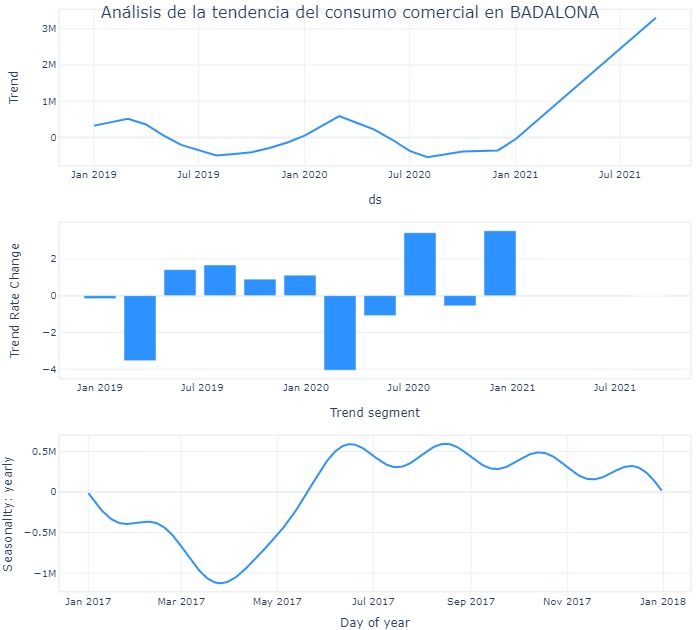 Análisis de la tendencia del consumo comercial en BADALONA
3M
2M
1M
0
Trend
Jan 2019 Jul 2019 Jan 2020 Jul 2020 Jan 2021 Jul 2021
ds
2
0
−2
−4
Trend Rate Change
Jan 2019 Jul 2019 Jan 2020 Jul 2020 Jan 2021 Jul 2021
Trend segment
0.5M
0
−0.5M
−1M
Seasonality: yearly
Jan 2017 Mar 2017 May 2017 Jul 2017 Sep 2017 Nov 2017 Jan 2018
Day of year